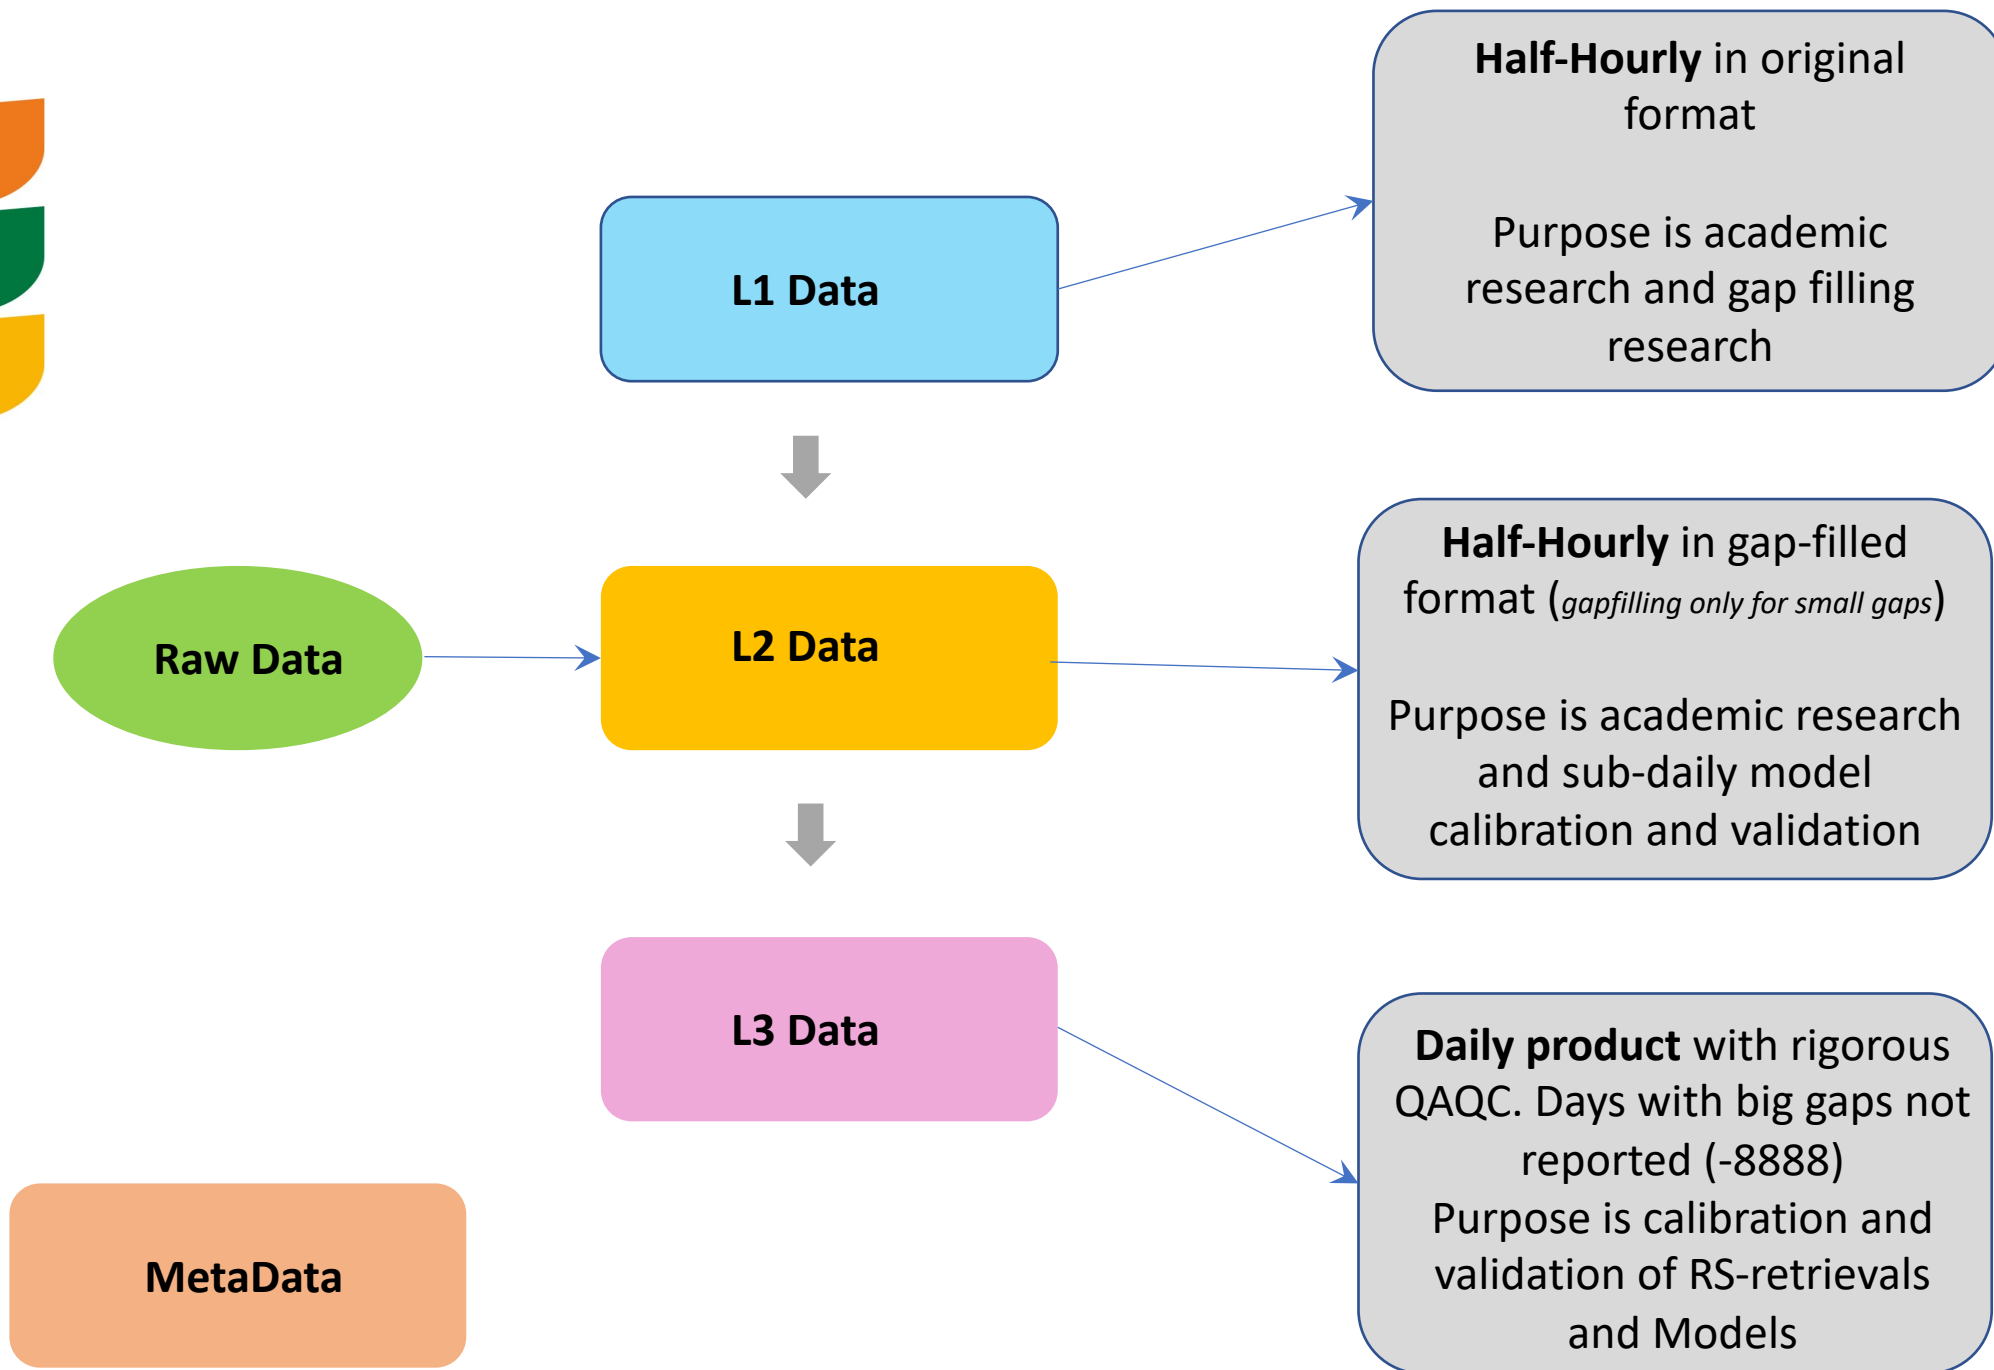 Half-Hourly in original
format
Purpose is academic
research and gap filling
research
L1 Data
Half-Hourly in gap-filled
format (gapfilling only for small gaps)
Purpose is academic research
and sub-daily model
calibration and validation
L2 Data
Raw Data
L3 Data
Daily product with rigorous
QAQC. Days with big gaps not
reported (-8888)
Purpose is calibration and
validation of RS-retrievals
and Models
MetaData